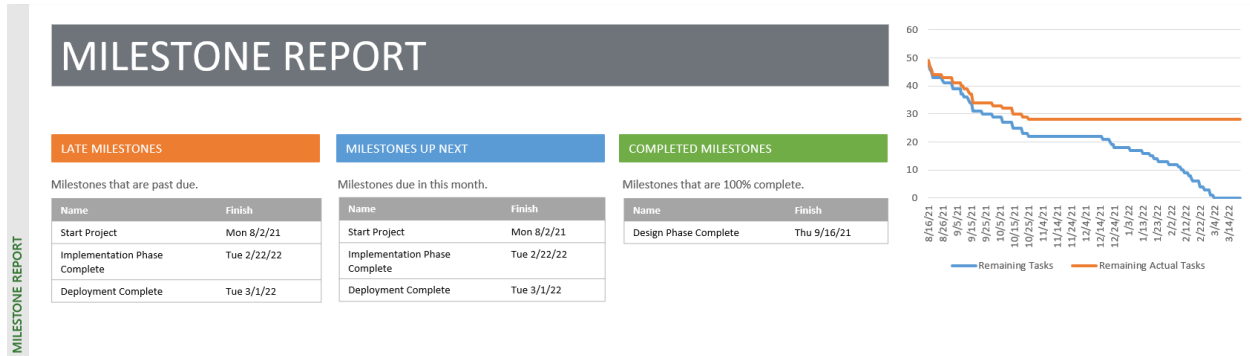 MILESTONE REPORT
MILESTONE REPORT
LATE MILESTONES
Milestones that are past due.
Name Finish
Start Project Mon 8/2/21
Implementation Phase Tue 2/22/22
Complete
Deployment Complete Tue 3/1/22
MILESTONES UP NEXT
Milestones due in this month.
Name Finish
Start Project Mon 8/2/21
Implementation Phase Tue 2/22/22
Complete
Deployment Complete Tue 3/1/22
COMPLETED MILESTONES
Milestones that are 100% complete.
Name Finish
Design Phase Complete Thu 9/16/21
60
50
40
30
20
10
0
8/16/21
8/26/21
9/5/21
9/15/21
9/25/21
10/5/21
10/15/21
10/25/21
11/4/21
11/14/21
11/24/21
12/4/21
12/14/21
12/24/21
1/3/22
1/13/22
1/23/22
2/2/22
2/12/22
2/22/22
3/4/22
3/14/22
Remaining Tasks
Remaining Actual Tasks